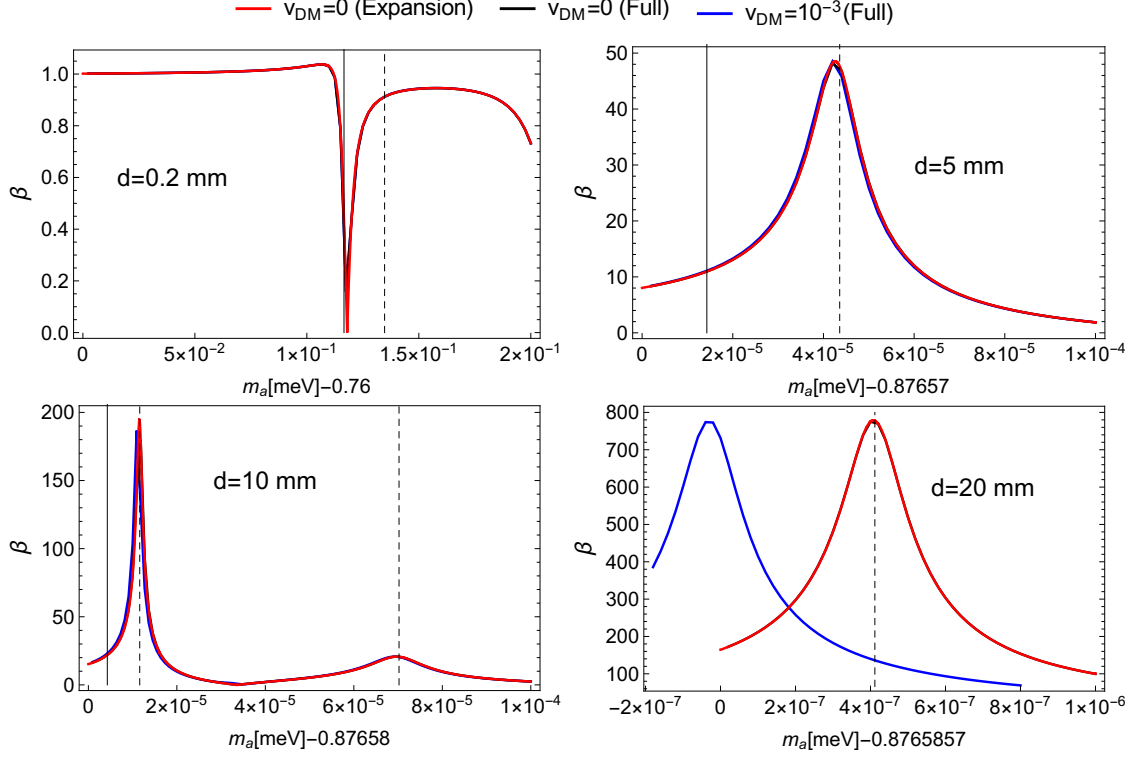 v_DM=0 (Expansion) v_DM=0 (Full) v_DM=10⁻³(Full)
1.0
0.8
0.6
0.4
0.2
0.0
β
d=0.2 mm
0 5×10⁻² 1×10⁻¹ 1.5×10⁻¹ 2×10⁻¹
m_a[meV]−0.76
50
40
30
20
10
0
β
d=5 mm
0 2×10⁻⁵ 4×10⁻⁵ 6×10⁻⁵ 8×10⁻⁵ 1×10⁻⁴
m_a[meV]−0.87657
200
150
100
50
0
β
d=10 mm
0 2×10⁻⁵ 4×10⁻⁵ 6×10⁻⁵ 8×10⁻⁵ 1×10⁻⁴
m_a[meV]−0.87658
800
700
600
500
400
300
200
100
β
d=20 mm
−2×10⁻⁷ 0 2×10⁻⁷ 4×10⁻⁷ 6×10⁻⁷ 8×10⁻⁷ 1×10⁻⁶
m_a[meV]−0.8765857